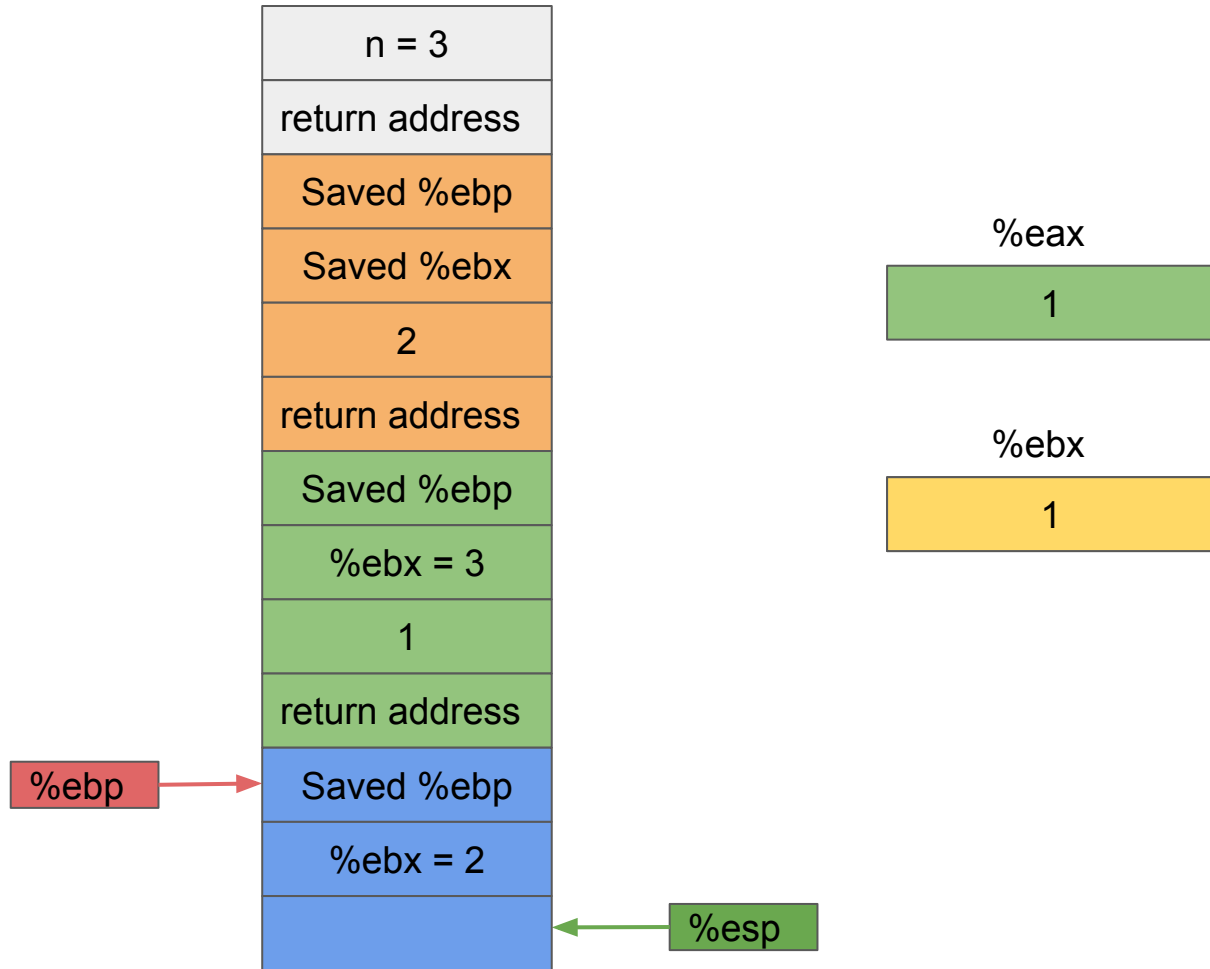 n = 3
return address
Saved %ebp
Saved %ebx
2
return address
Saved %ebp
%ebx = 3
1
return address
Saved %ebp
%ebx = 2
%ebp
%esp
%eax
1
%ebx
1